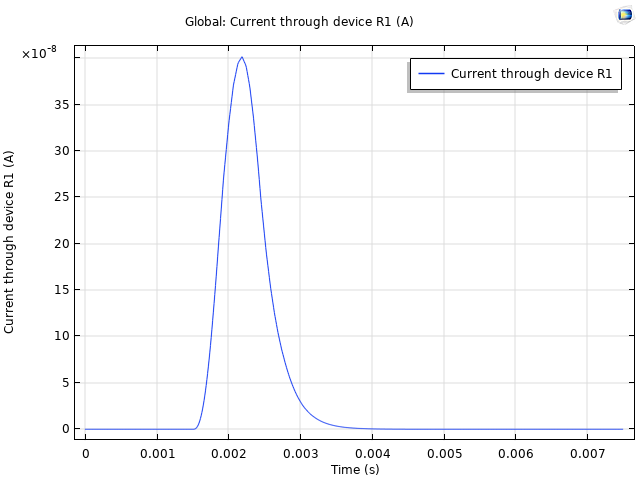 Global: Current through device R1 (A)
×10⁻⁸
Current through device R1
35
30
25
20
15
10
5
0
Current through device R1 (A)
0 0.001 0.002 0.003 0.004 0.005 0.006 0.007
Time (s)